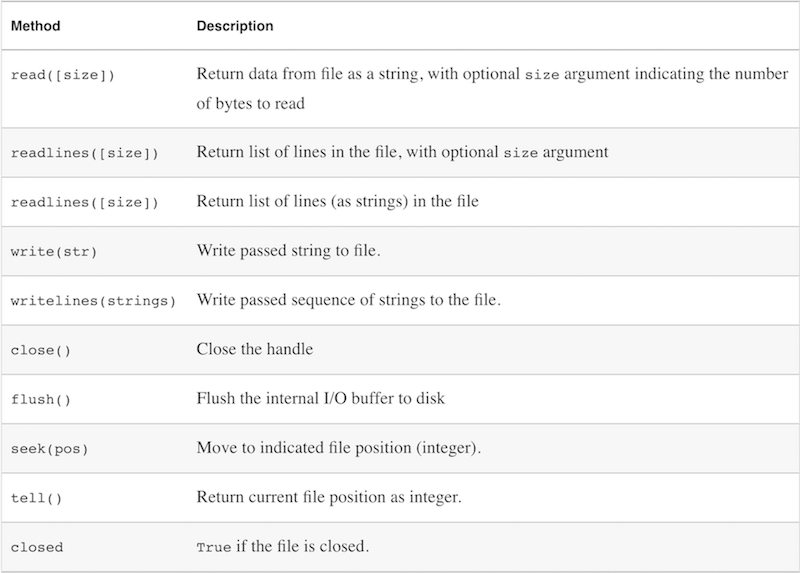 Method Description
read([size]) Return data from file as a string, with optional size argument indicating the number
of bytes to read
readlines([size]) Return list of lines in the file, with optional size argument
readlines([size]) Return list of lines (as strings) in the file
write(str) Write passed string to file.
writelines(strings) Write passed sequence of strings to the file.
close() Close the handle
flush() Flush the internal I/O buffer to disk
seek(pos) Move to indicated file position (integer).
tell() Return current file position as integer.
closed True if the file is closed.